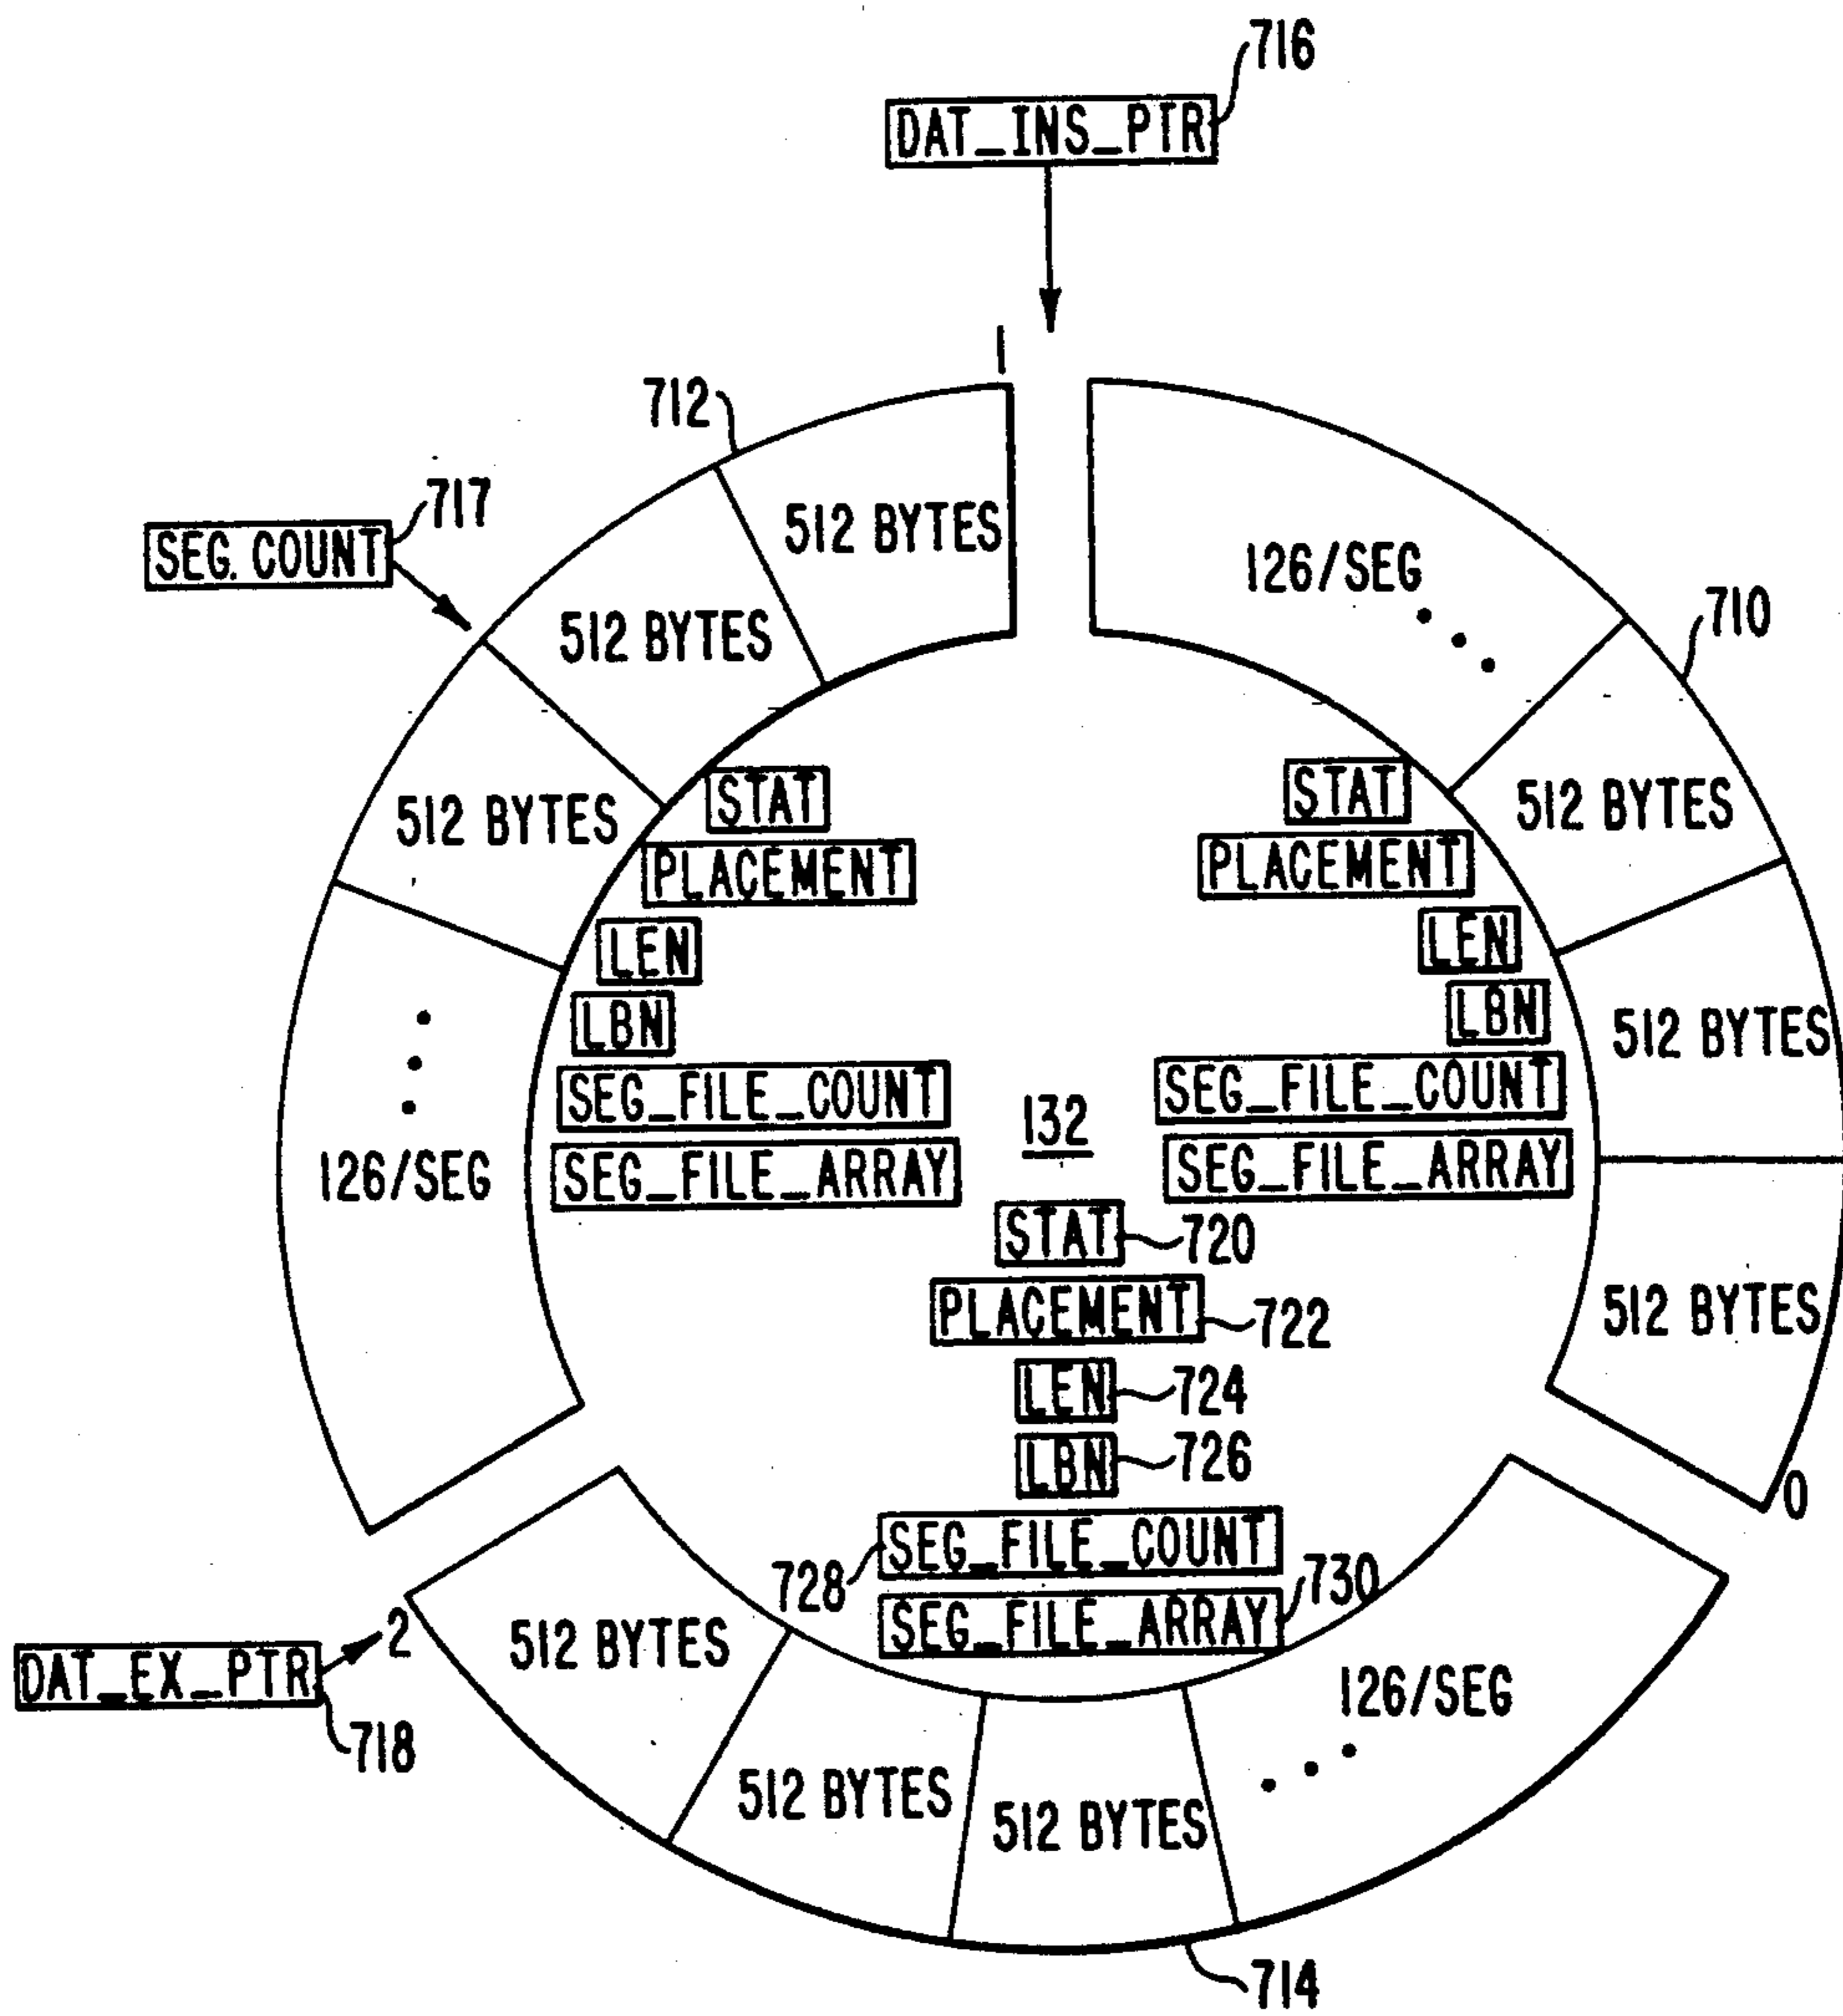 716
DAT_INS_PTR
1
712
717
SEG. COUNT
512 BYTES
512 BYTES
512 BYTES
126/SEG
126/SEG
710
512 BYTES
512 BYTES
512 BYTES
0
STAT
PLACEMENT
LEN
LBN
SEG_FILE_COUNT
SEG_FILE_ARRAY
STAT
PLACEMENT
LEN
LBN
SEG_FILE_COUNT
SEG_FILE_ARRAY
132
STAT 720
PLACEMENT 722
LEN 724
LBN 726
SEG_FILE_COUNT
728
SEG_FILE_ARRAY
730
2
DAT_EX_PTR
718
512 BYTES
512 BYTES
512 BYTES
126/SEG
714